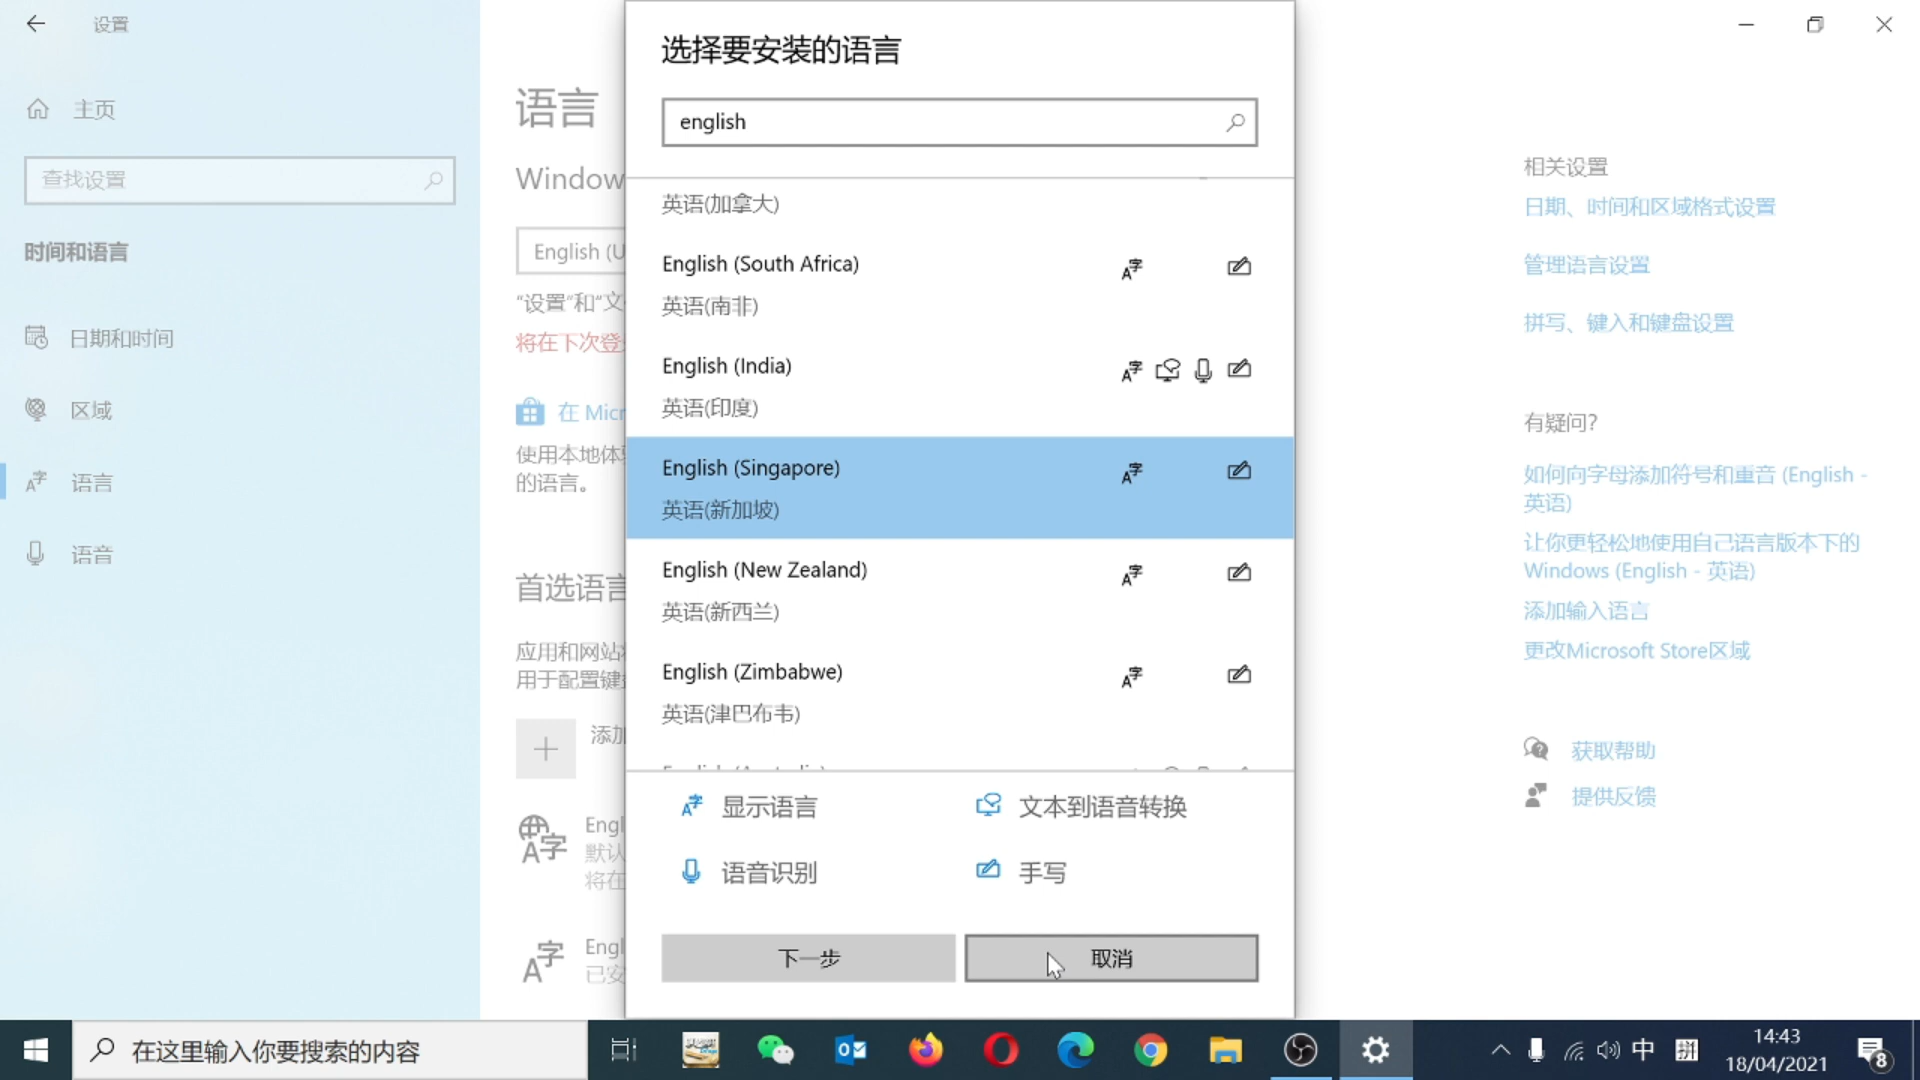 设置
主页
查找设置
时间和语言
日期和时间
区域
语言
语音
语言
Window
English (U
“设置”和“文
将在下次登
在 Micr
使用本地体
的语言。
首选语言
应用和网站
用于配置键
添加
Engl
默认
将在
Engl
已安
选择要安装的语言
english
英语(加拿大)
English (South Africa)
英语(南非)
English (India)
英语(印度)
English (Singapore)
英语(新加坡)
English (New Zealand)
英语(新西兰)
English (Zimbabwe)
英语(津巴布韦)
显示语言
文本到语音转换
语音识别
手写
下一步
取消
相关设置
日期、时间和区域格式设置
管理语言设置
拼写、键入和键盘设置
有疑问?
如何向字母添加符号和重音 (English -
英语)
让你更轻松地使用自己语言版本下的
Windows (English - 英语)
添加输入语言
更改Microsoft Store区域
获取帮助
提供反馈
在这里输入你要搜索的内容
中
拼
14:43
18/04/2021
8